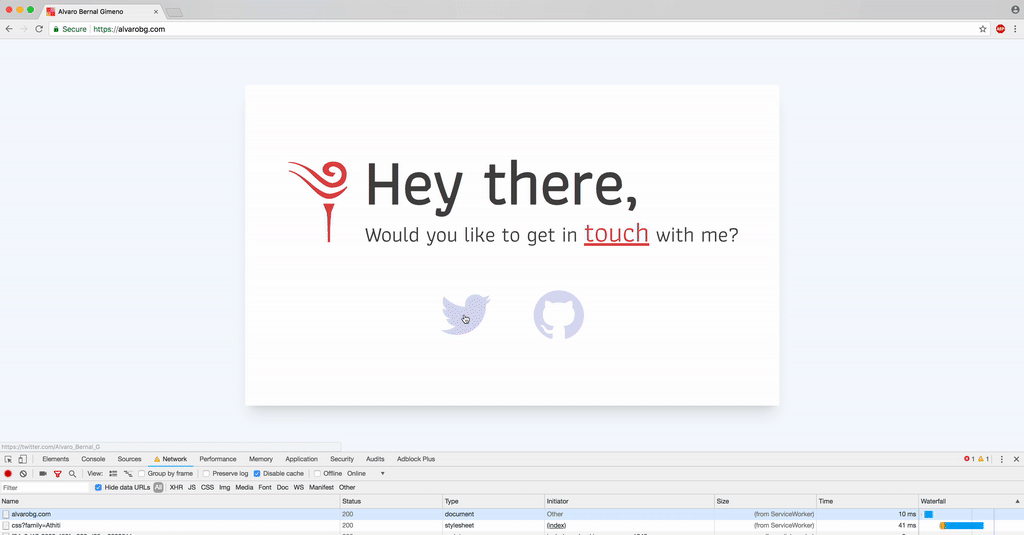 Alvaro Bernal Gimeno
Secure https://alvarobg.com
ABP
Hey there,
Would you like to get in touch with me?
https://twitter.com/Alvaro_Bernal_G
Elements Console Sources Network Performance Memory Application Security Audits Adblock Plus 1 1
View: Group by frame Preserve log Disable cache Offline Online
Filter Hide data URLs All XHR JS CSS Img Media Font Doc WS Manifest Other
Name Status Type Initiator Size Time Waterfall
alvarobg.com 200 document Other (from ServiceWorker) 10 ms
css?family=Athiti 200 stylesheet (index) (from ServiceWorker) 41 ms